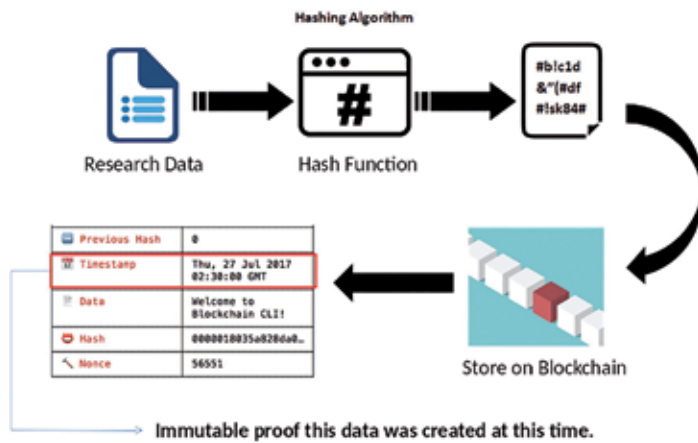 Hashing Algorithm
#
#b!c1d
&"(#df
#!sk84#
Research Data
Hash Function
Previous Hash 0
Timestamp Thu, 27 Jul 2017
02:30:00 GMT
Data Welcome to
Blockchain CLI!
Hash 0000018035a828da0…
Nonce 56551
Store on Blockchain
Immutable proof this data was created at this time.